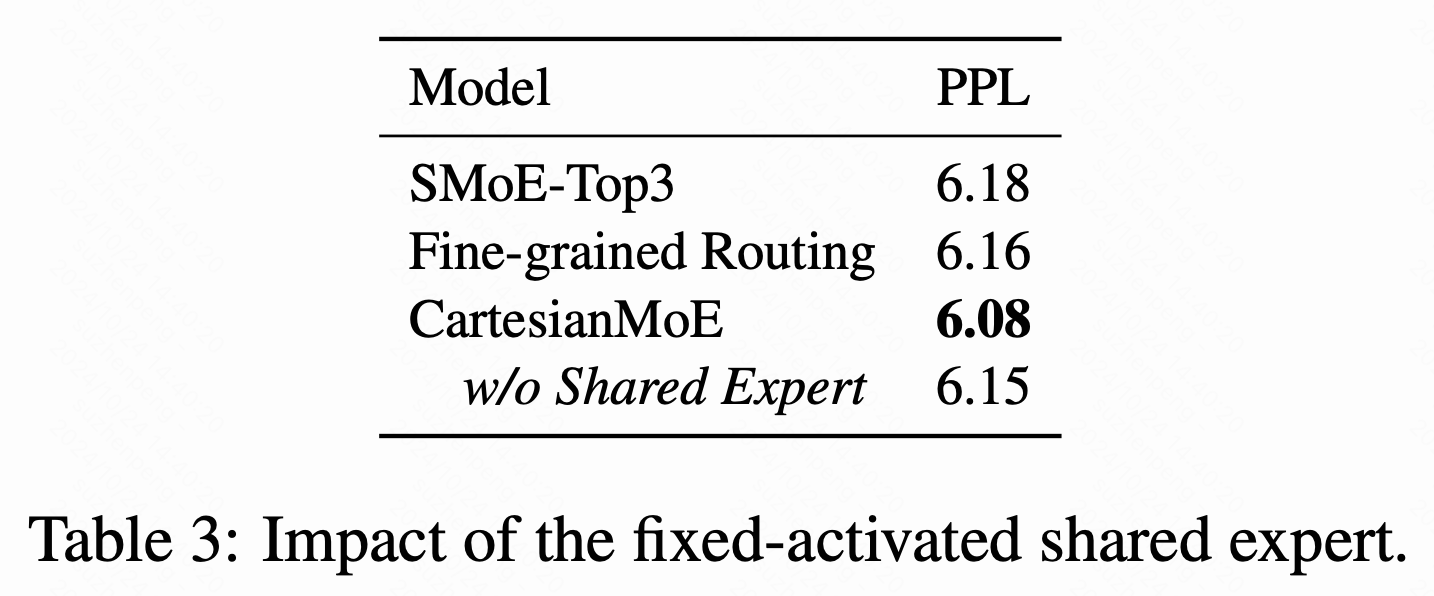 Model PPL
SMoE-Top3 6.18
Fine-grained Routing 6.16
CartesianMoE 6.08
w/o Shared Expert 6.15
Table 3: Impact of the fixed-activated shared expert.